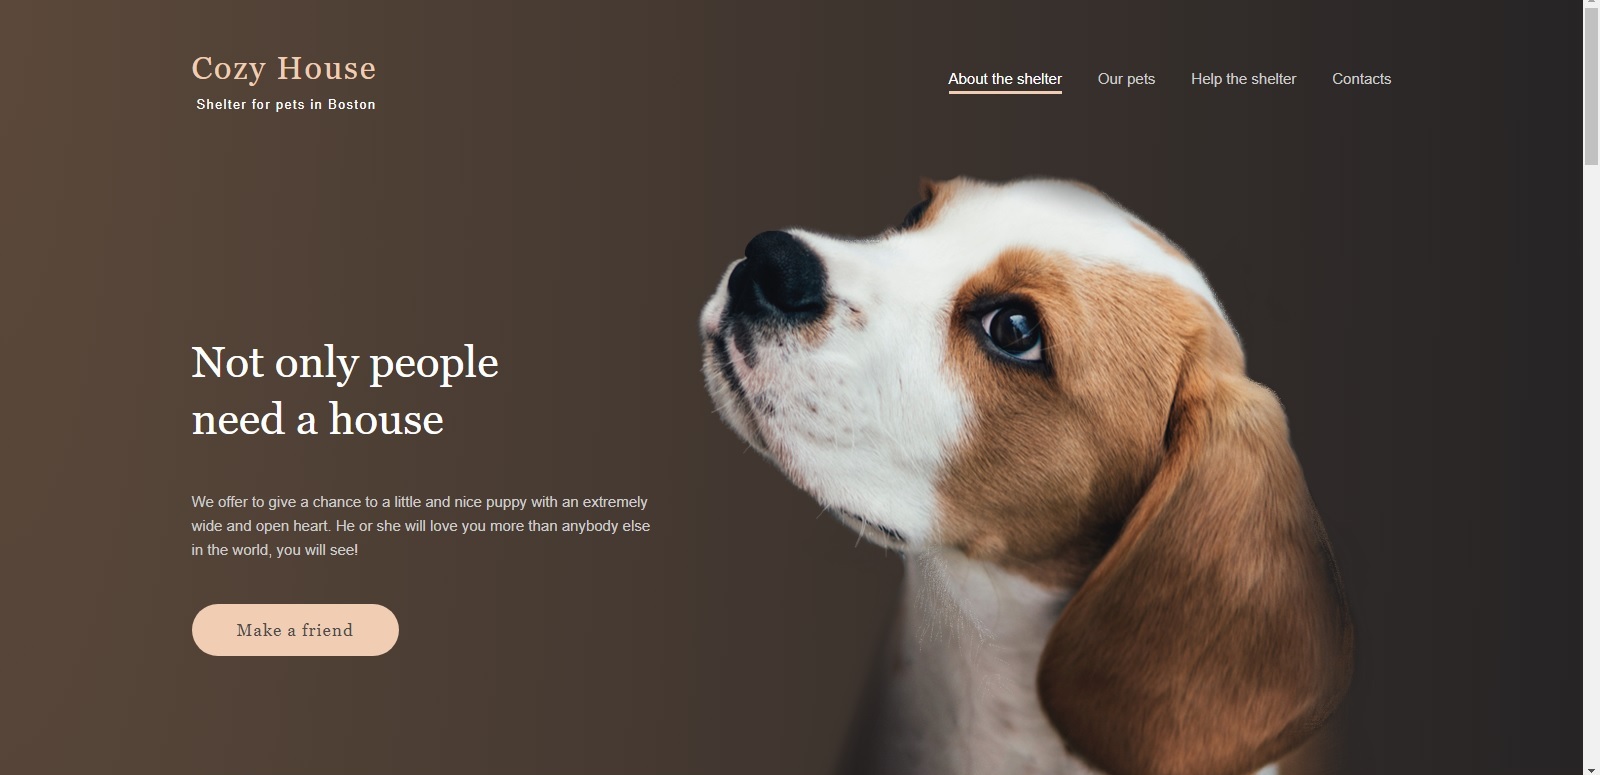 Cozy House
Shelter for pets in Boston
About the shelter
Our pets
Help the shelter
Contacts
Not only people
need a house
We offer to give a chance to a little and nice puppy with an extremely
wide and open heart. He or she will love you more than anybody else
in the world, you will see!
Make a friend